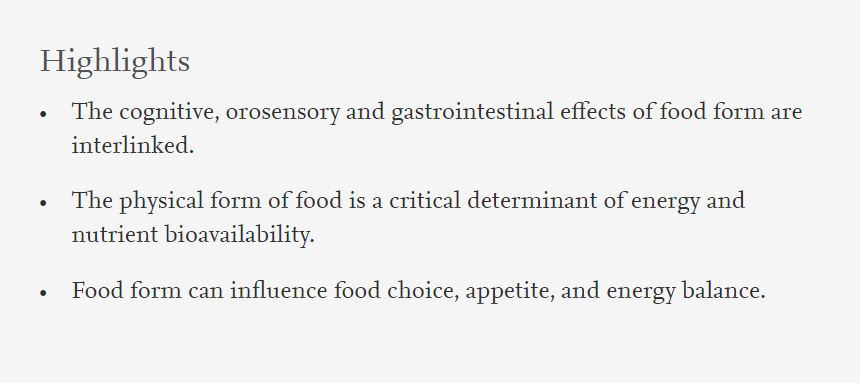 Highlights
• The cognitive, orosensory and gastrointestinal effects of food form are
interlinked.
• The physical form of food is a critical determinant of energy and
nutrient bioavailability.
• Food form can influence food choice, appetite, and energy balance.